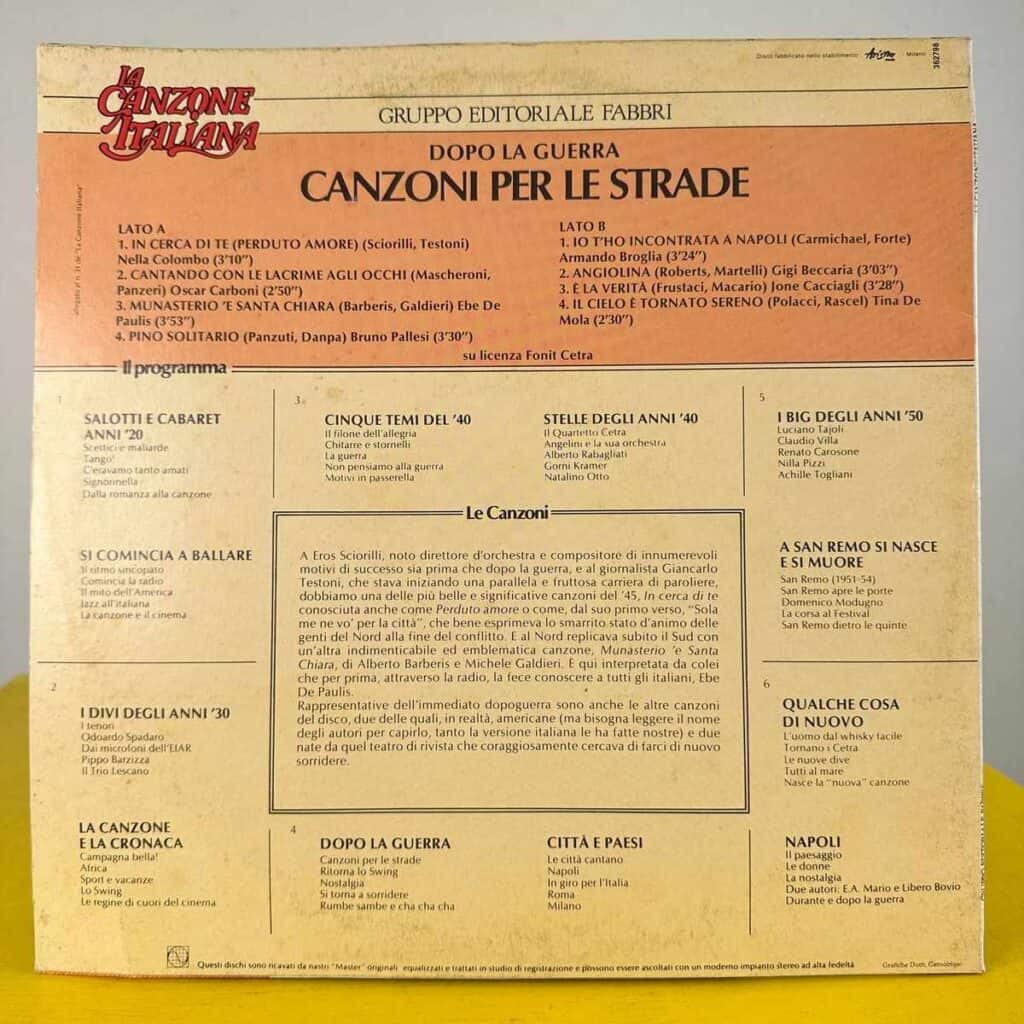 Disco fabbricato nello stabilimento Ariston Milano
382798
LA
CANZONE
ITALIANA
GRUPPO EDITORIALE FABBRI
DOPO LA GUERRA
CANZONI PER LE STRADE
allegato al n. 31 de "La Canzone Italiana"
LATO A
1. IN CERCA DI TE (PERDUTO AMORE) (Sciorilli, Testoni)
Nella Colombo (3'10'')
2. CANTANDO CON LE LACRIME AGLI OCCHI (Mascheroni,
Panzeri) Oscar Carboni (2'50'')
3. MUNASTERIO 'E SANTA CHIARA (Barberis, Galdieri) Ebe De
Paulis (3'53'')
4. PINO SOLITARIO (Panzuti, Danpa) Bruno Pallesi (3'30'')
LATO B
1. IO T'HO INCONTRATA A NAPOLI (Carmichael, Forte)
Armando Broglia (3'24'')
2. ANGIOLINA (Roberts, Martelli) Gigi Beccaria (3'03'')
3. È LA VERITÀ (Frustaci, Macario) Jone Cacciagli (3'28'')
4. IL CIELO È TORNATO SERENO (Polacci, Rascel) Tina De
Mola (2'30'')
su licenza Fonit Cetra
Il programma
1
SALOTTI E CABARET
ANNI '20
Scettici e maliarde
Tango!
C'eravamo tanto amati
Signorinella
Dalla romanza alla canzone
SI COMINCIA A BALLARE
Il ritmo sincopato
Comincia la radio
Il mito dell'America
Jazz all'italiana
La canzone e il cinema
2
I DIVI DEGLI ANNI '30
I tenori
Odoardo Spadaro
Dai microfoni dell'EIAR
Pippo Barzizza
Il Trio Lescano
LA CANZONE
E LA CRONACA
Campagna bella!
Africa
Sport e vacanze
Lo Swing
Le regine di cuori del cinema
3
CINQUE TEMI DEL '40
Il filone dell'allegria
Chitarre e stornelli
La guerra
Non pensiamo alla guerra
Motivi in passerella
STELLE DEGLI ANNI '40
Il Quartetto Cetra
Angelini e la sua orchestra
Alberto Rabagliati
Gorni Kramer
Natalino Otto
Le Canzoni
A Eros Sciorilli, noto direttore d'orchestra e compositore di innumerevoli
motivi di successo sia prima che dopo la guerra, e al giornalista Giancarlo
Testoni, che stava iniziando una parallela e fruttosa carriera di paroliere,
dobbiamo una delle più belle e significative canzoni del '45, In cerca di te
conosciuta anche come Perduto amore o come, dal suo primo verso, "Sola
me ne vo' per la città", che bene esprimeva lo smarrito stato d'animo delle
genti del Nord alla fine del conflitto. E al Nord replicava subito il Sud con
un'altra indimenticabile ed emblematica canzone, Munasterio 'e Santa
Chiara, di Alberto Barberis e Michele Galdieri. È qui interpretata da colei
che per prima, attraverso la radio, la fece conoscere a tutti gli italiani, Ebe
De Paulis.
Rappresentative dell'immediato dopoguerra sono anche le altre canzoni
del disco, due delle quali, in realtà, americane (ma bisogna leggere il nome
degli autori per capirlo, tanto la versione italiana le ha fatte nostre) e due
nate da quel teatro di rivista che coraggiosamente cercava di farci di nuovo
sorridere.
4
DOPO LA GUERRA
Canzoni per le strade
Ritorna lo Swing
Nostalgia
Si torna a sorridere
Rumbe sambe e cha cha cha
CITTÀ E PAESI
Le città cantano
Napoli
In giro per l'Italia
Roma
Milano
5
I BIG DEGLI ANNI '50
Luciano Tajoli
Claudio Villa
Renato Carosone
Nilla Pizzi
Achille Togliani
A SAN REMO SI NASCE
E SI MUORE
San Remo (1951-54)
San Remo apre le porte
Domenico Modugno
La corsa al Festival
San Remo dietro le quinte
6
QUALCHE COSA
DI NUOVO
L'uomo dal whisky facile
Tornano i Cetra
Le nuove dive
Tutti al mare
Nasce la "nuova" canzone
NAPOLI
Il paesaggio
Le donne
La nostalgia
Due autori: E.A. Mario e Libero Bovio
Durante e dopo la guerra
Questi dischi sono ricavati da nastri "Master" originali equalizzati e trattati in studio di registrazione e possono essere ascoltati con un moderno impianto stereo ad alta fedeltà
Grafiche